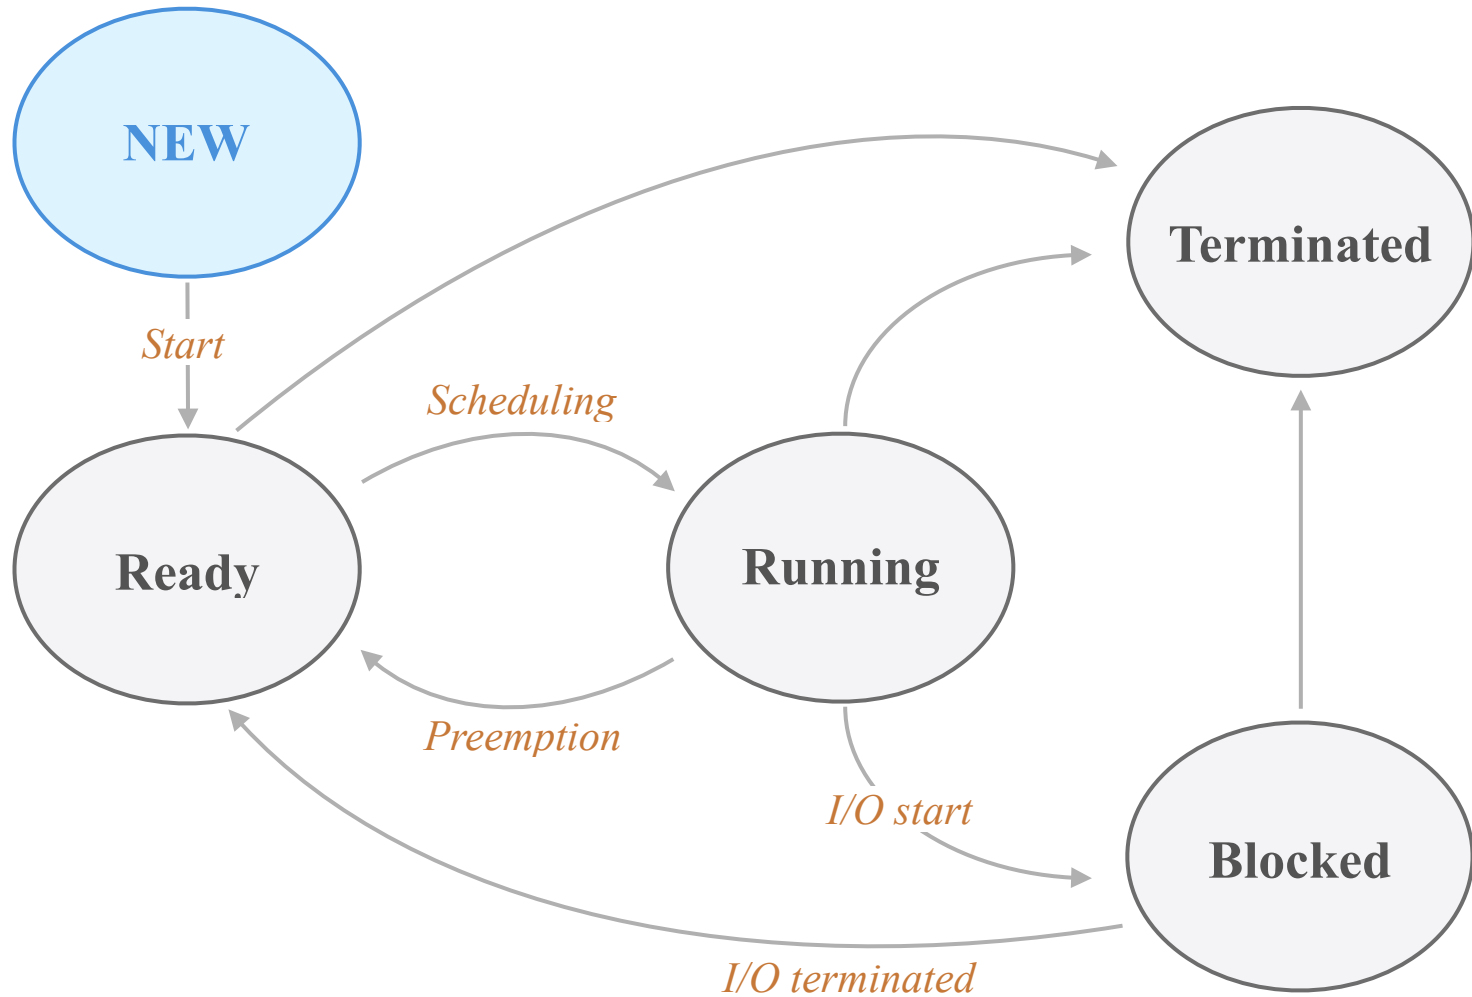 NEW
Terminated
Start
Scheduling
Ready
Running
Preemption
I/O start
Blocked
I/O terminated